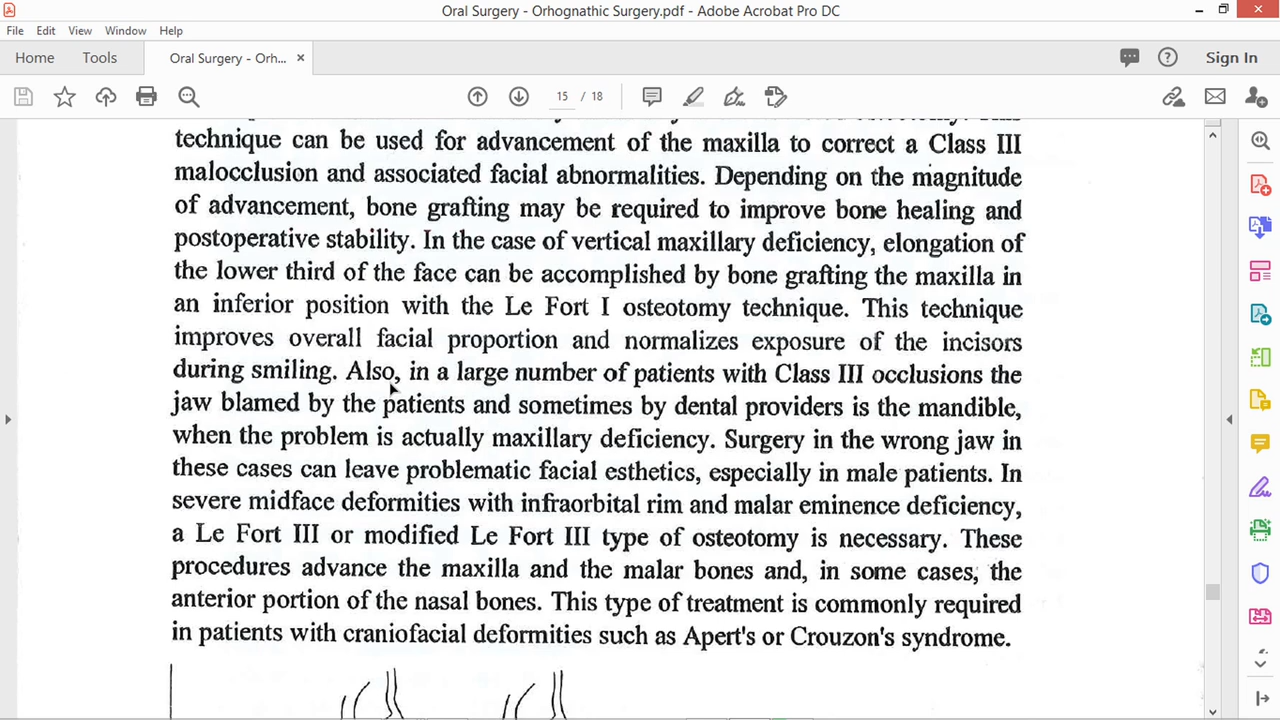 Oral Surgery - Orhognathic Surgery.pdf - Adobe Acrobat Pro DC
File Edit View Window Help
Home Tools Oral Surgery - Orh... × Sign In
15 / 18
technique can be used for advancement of the maxilla to correct a Class III
malocclusion and associated facial abnormalities. Depending on the magnitude
of advancement, bone grafting may be required to improve bone healing and
postoperative stability. In the case of vertical maxillary deficiency, elongation of
the lower third of the face can be accomplished by bone grafting the maxilla in
an inferior position with the Le Fort I osteotomy technique. This technique
improves overall facial proportion and normalizes exposure of the incisors
during smiling. Also, in a large number of patients with Class III occlusions the
jaw blamed by the patients and sometimes by dental providers is the mandible,
when the problem is actually maxillary deficiency. Surgery in the wrong jaw in
these cases can leave problematic facial esthetics, especially in male patients. In
severe midface deformities with infraorbital rim and malar eminence deficiency,
a Le Fort III or modified Le Fort III type of osteotomy is necessary. These
procedures advance the maxilla and the malar bones and, in some cases, the
anterior portion of the nasal bones. This type of treatment is commonly required
in patients with craniofacial deformities such as Apert's or Crouzon's syndrome.